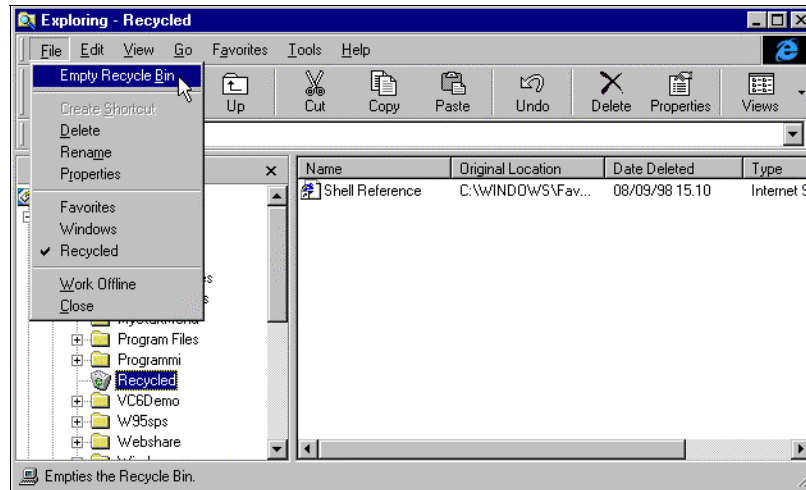 Exploring - Recycled
File Edit View Go Favorites Tools Help
Empty Recycle Bin
Up Cut Copy Paste Undo Delete Properties Views
Create Shortcut
Delete
Rename
Properties
Name Original Location Date Deleted Type
Shell Reference C:\WINDOWS\Fav... 08/09/98 15.10 Internet S
Favorites
Windows
Recycled
Work Offline
Close
Program Files
Programmi
Recycled
VC6Demo
W95sps
Webshare
Empties the Recycle Bin.